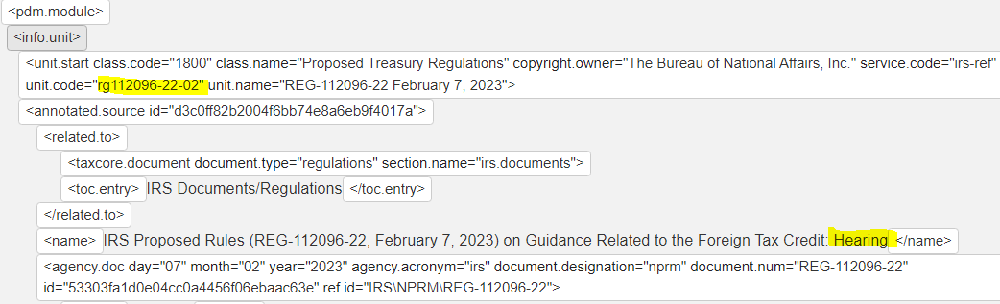 <pdm.module>
<info.unit>
<unit.start class.code="1800" class.name="Proposed Treasury Regulations" copyright.owner="The Bureau of National Affairs, Inc." service.code="irs-ref"
unit.code="rg112096-22-02" unit.name="REG-112096-22 February 7, 2023">
<annotated.source id="d3c0ff82b2004f6bb74e8a6eb9f4017a">
<related.to>
<taxcore.document document.type="regulations" section.name="irs.documents">
<toc.entry> IRS Documents/Regulations </toc.entry>
</related.to>
<name> IRS Proposed Rules (REG-112096-22, February 7, 2023) on Guidance Related to the Foreign Tax Credit: Hearing </name>
<agency.doc day="07" month="02" year="2023" agency.acronym="irs" document.designation="nprm" document.num="REG-112096-22"
id="53303fa1d0e04cc0a4456f06ebaac63e" ref.id="IRS\NPRM\REG-112096-22">